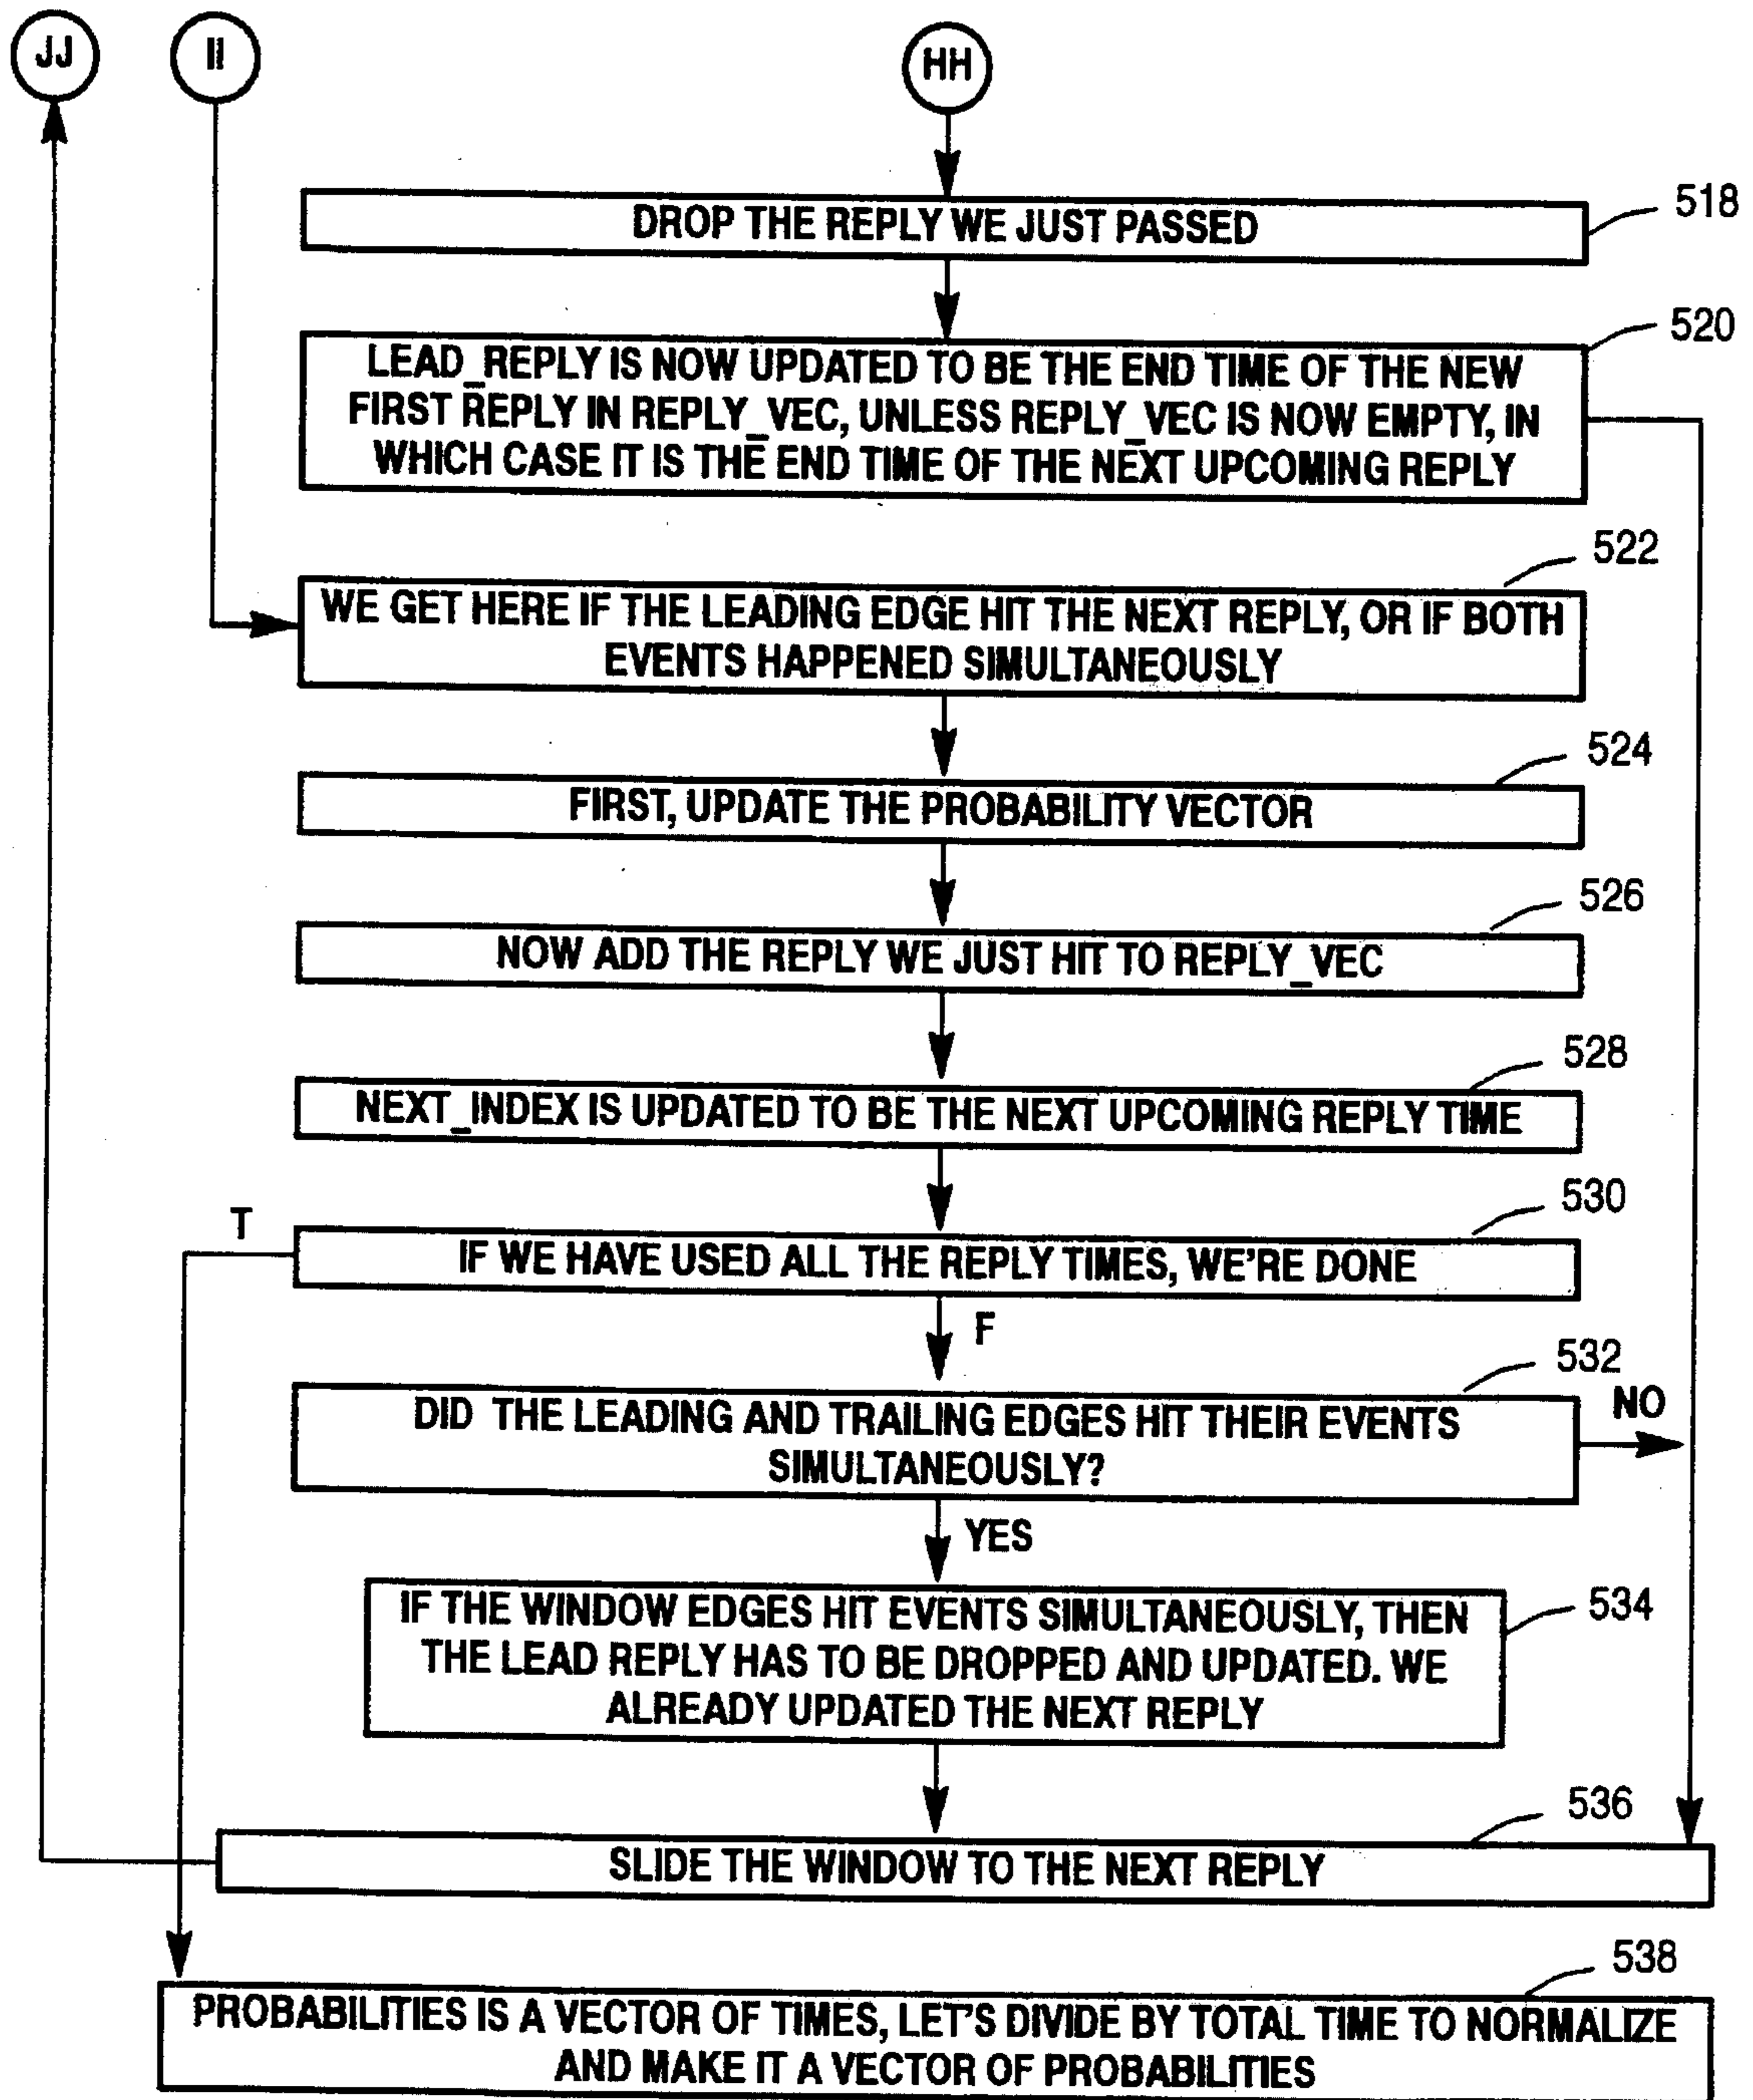 JJ
II
HH
DROP THE REPLY WE JUST PASSED
518
520
LEAD_REPLY IS NOW UPDATED TO BE THE END TIME OF THE NEW
FIRST REPLY IN REPLY_VEC, UNLESS REPLY_VEC IS NOW EMPTY, IN
WHICH CASE IT IS THE END TIME OF THE NEXT UPCOMING REPLY
522
WE GET HERE IF THE LEADING EDGE HIT THE NEXT REPLY, OR IF BOTH
EVENTS HAPPENED SIMULTANEOUSLY
524
FIRST, UPDATE THE PROBABILITY VECTOR
526
NOW ADD THE REPLY WE JUST HIT TO REPLY_VEC
528
NEXT_INDEX IS UPDATED TO BE THE NEXT UPCOMING REPLY TIME
530
T
IF WE HAVE USED ALL THE REPLY TIMES, WE'RE DONE
F
532
DID THE LEADING AND TRAILING EDGES HIT THEIR EVENTS
SIMULTANEOUSLY?
NO
YES
534
IF THE WINDOW EDGES HIT EVENTS SIMULTANEOUSLY, THEN
THE LEAD REPLY HAS TO BE DROPPED AND UPDATED. WE
ALREADY UPDATED THE NEXT REPLY
536
SLIDE THE WINDOW TO THE NEXT REPLY
538
PROBABILITIES IS A VECTOR OF TIMES, LET'S DIVIDE BY TOTAL TIME TO NORMALIZE
AND MAKE IT A VECTOR OF PROBABILITIES